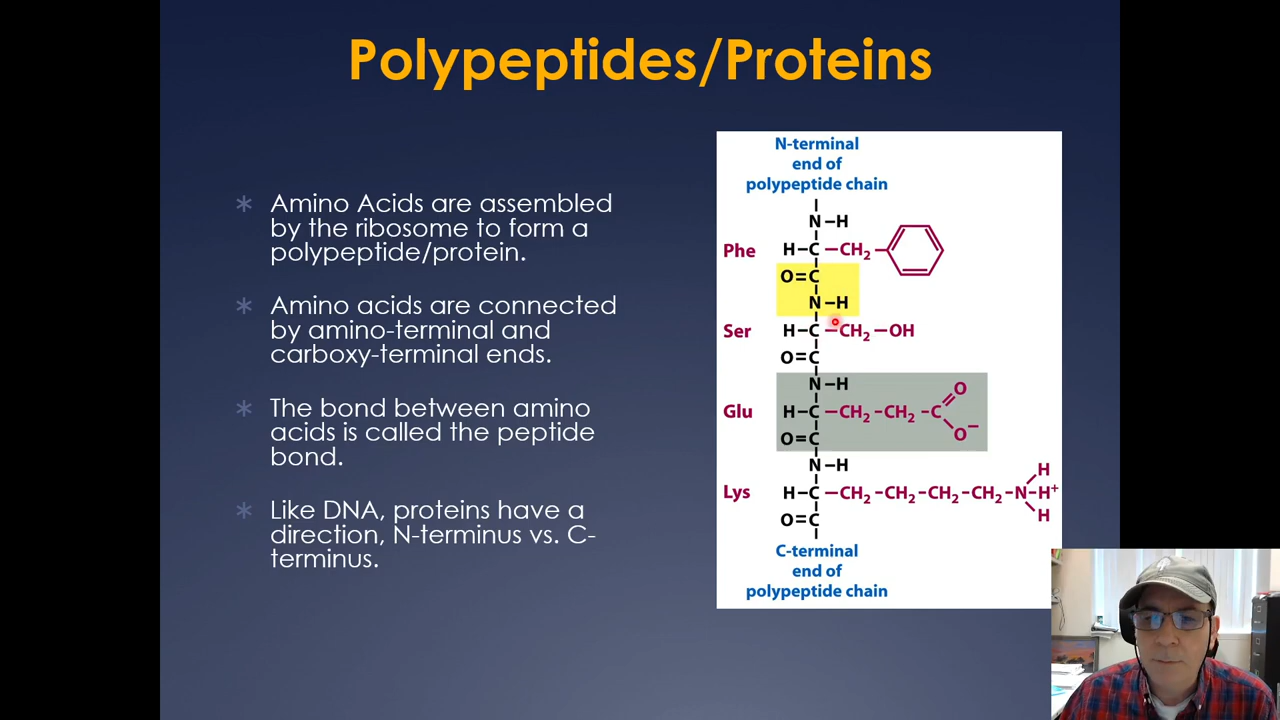 Polypeptides/Proteins
* Amino Acids are assembled
by the ribosome to form a
polypeptide/protein.
* Amino acids are connected
by amino-terminal and
carboxy-terminal ends.
* The bond between amino
acids is called the peptide
bond.
* Like DNA, proteins have a
direction, N-terminus vs. C-
terminus.
N-terminal
end of
polypeptide chain
N–H
Phe H–C–CH₂–
O=C
N–H
Ser H–C–CH₂–OH
O=C
N–H
O
Glu H–C–CH₂–CH₂–C
O=C O⁻
N–H
H
Lys H–C–CH₂–CH₂–CH₂–CH₂–N–H⁺
H
O=C
C-terminal
end of
polypeptide chain